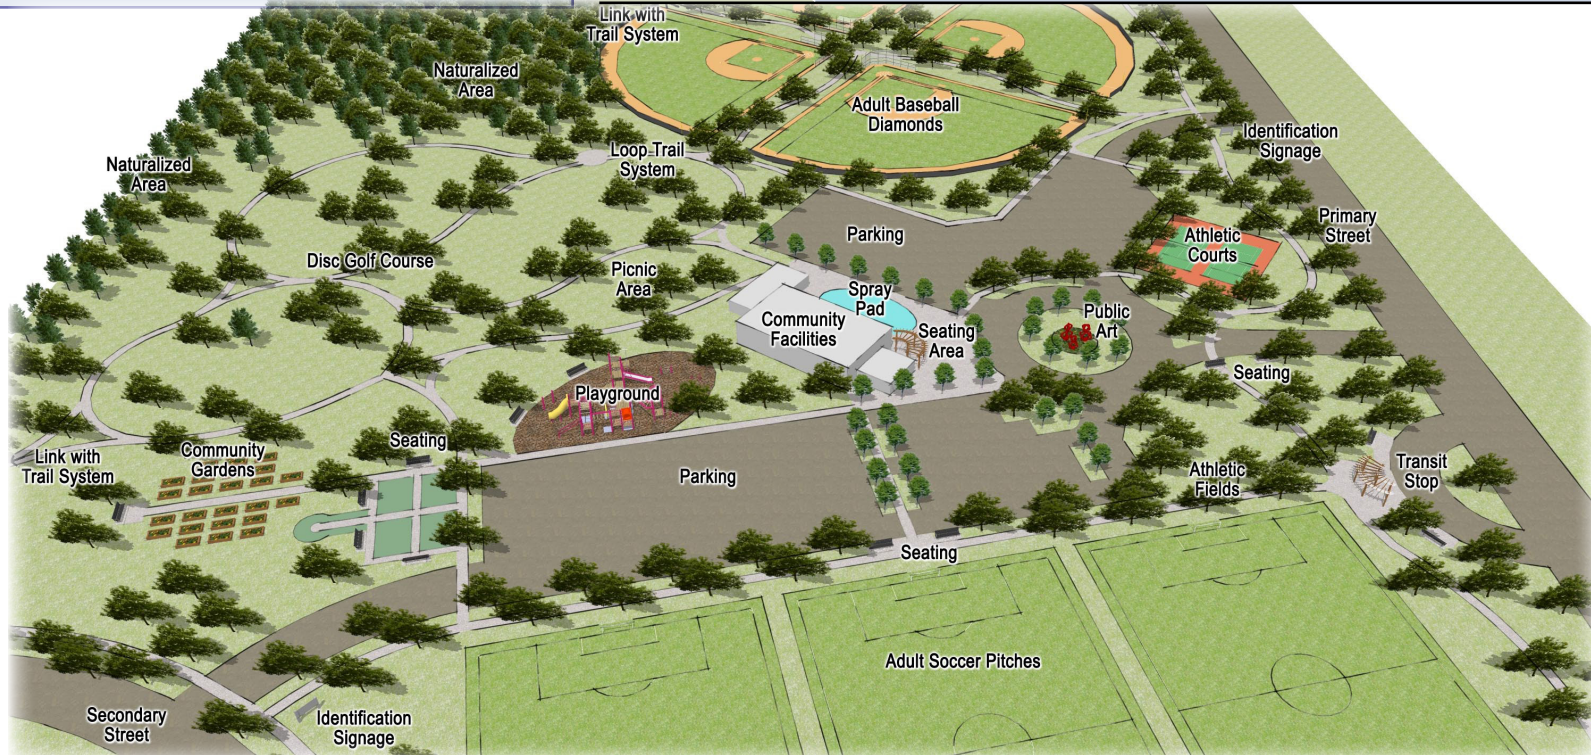 Link with
Trail System
Naturalized
Area
Adult Baseball
Diamonds
Identification
Signage
Naturalized
Area
Loop Trail
System
Primary
Street
Parking
Athletic
Courts
Disc Golf Course
Picnic
Area
Spray
Pad
Public
Art
Community
Facilities
Seating
Area
Seating
Playground
Seating
Community
Gardens
Link with
Trail System
Parking
Athletic
Fields
Transit
Stop
Seating
Adult Soccer Pitches
Secondary
Street
Identification
Signage